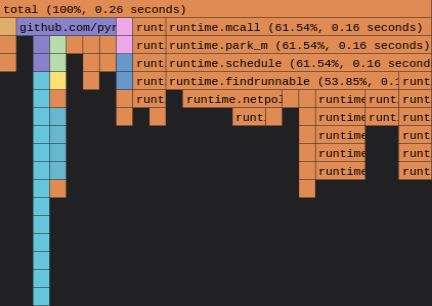 total (100%, 0.26 seconds)
github.com/pyr runt runtime.mcall (61.54%, 0.16 seconds)
runt runtime.park_m (61.54%, 0.16 seconds)
runt runtime.schedule (61.54%, 0.16 second
runt runtime.findrunnable (53.85%, 0.1 runt
runt runtime.netpol runtime runt runt
runt runtime runt runt
runtime runt
runtime runt